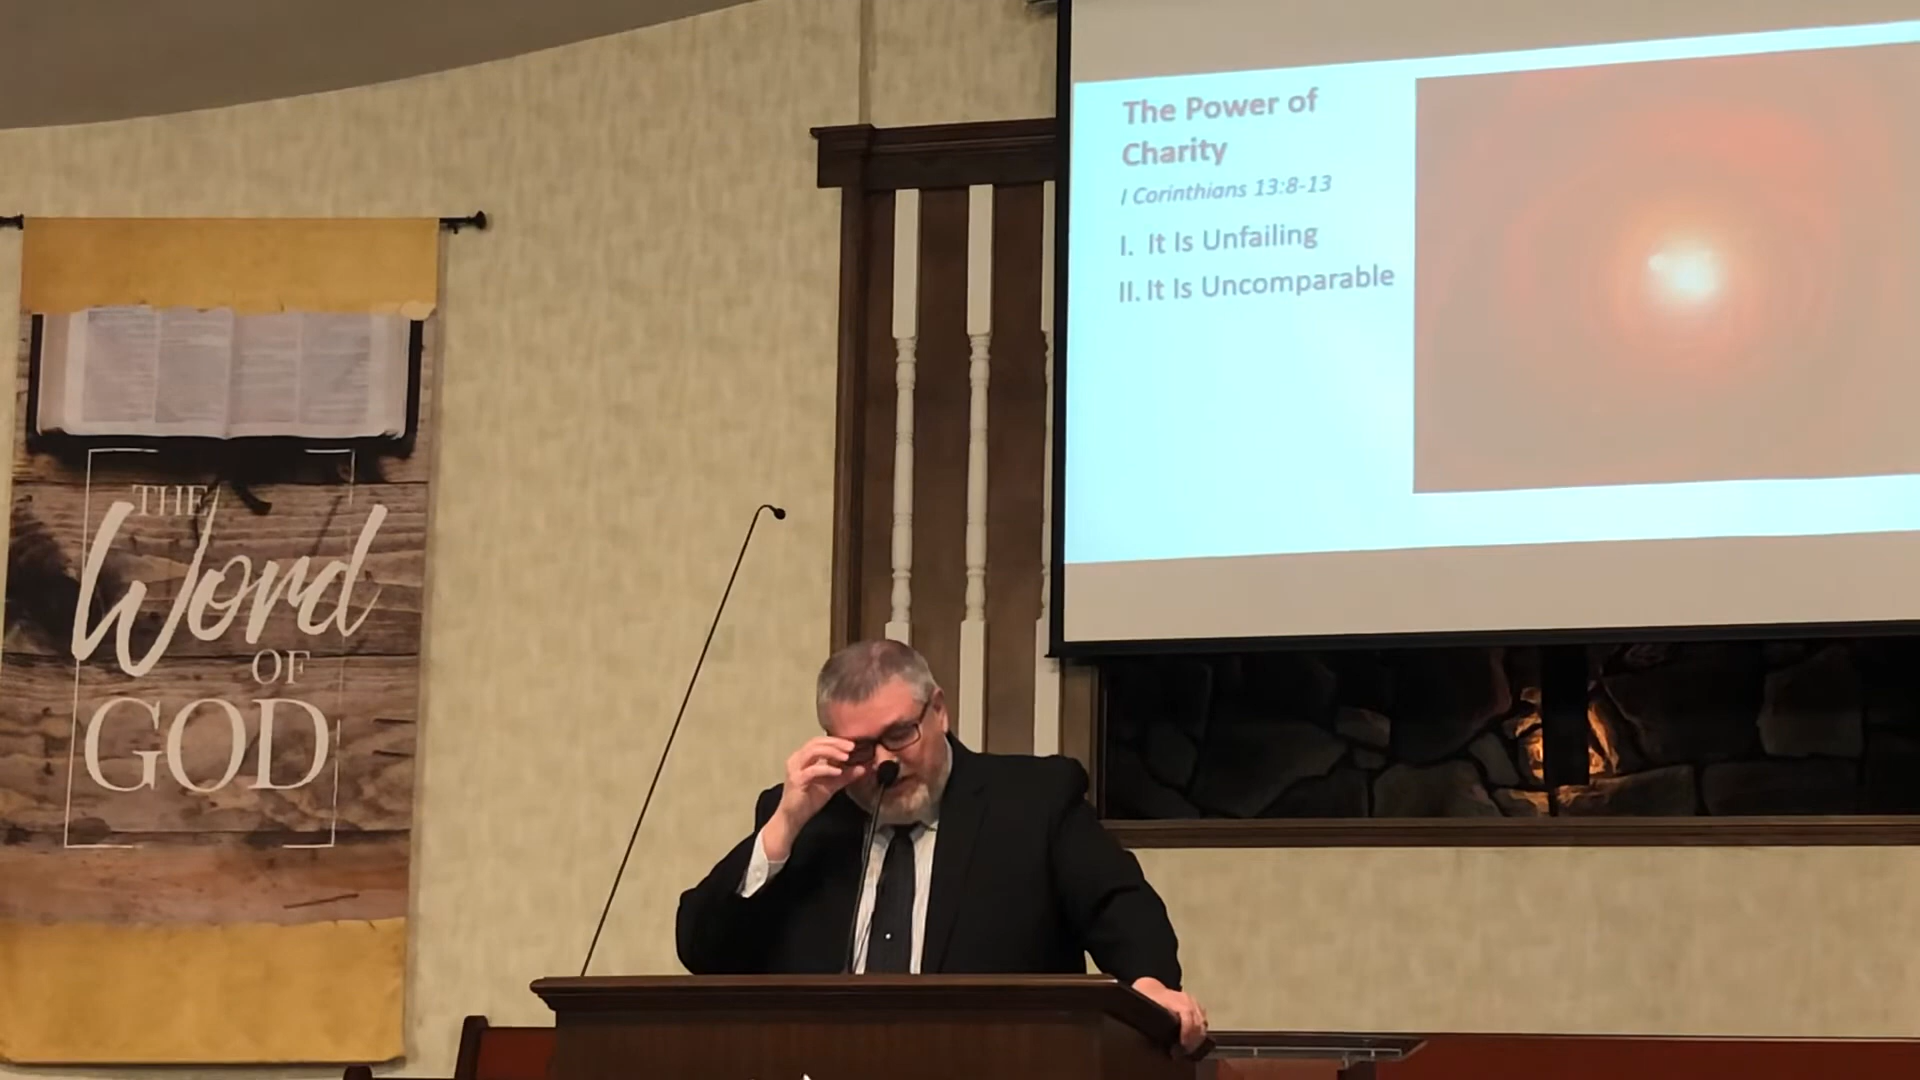 The Power of
Charity
I Corinthians 13:8-13
I. It Is Unfailing
II. It Is Uncomparable
THE
Word
OF
GOD